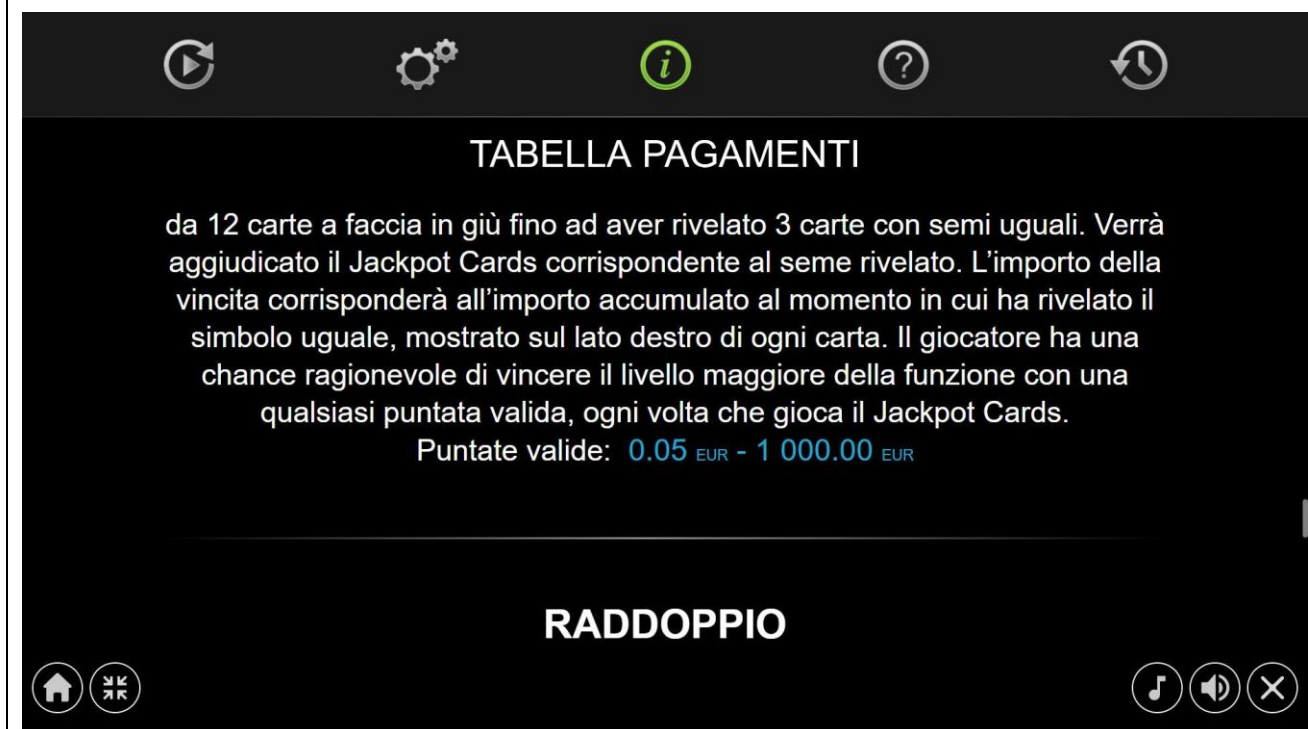 TABELLA PAGAMENTI
da 12 carte a faccia in giù fino ad aver rivelato 3 carte con semi uguali. Verrà
aggiudicato il Jackpot Cards corrispondente al seme rivelato. L’importo della
vincita corrisponderà all’importo accumulato al momento in cui ha rivelato il
simbolo uguale, mostrato sul lato destro di ogni carta. Il giocatore ha una
chance ragionevole di vincere il livello maggiore della funzione con una
qualsiasi puntata valida, ogni volta che gioca il Jackpot Cards.
Puntate valide: 0.05 EUR - 1 000.00 EUR
RADDOPPIO